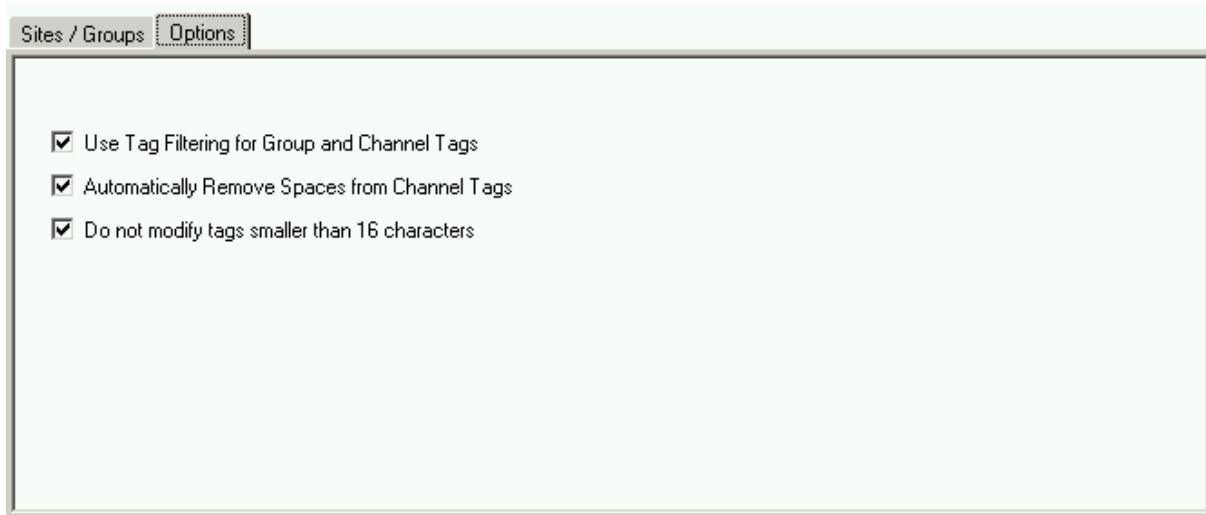 Sites / Groups Options
Use Tag Filtering for Group and Channel Tags
Automatically Remove Spaces from Channel Tags
Do not modify tags smaller than 16 characters